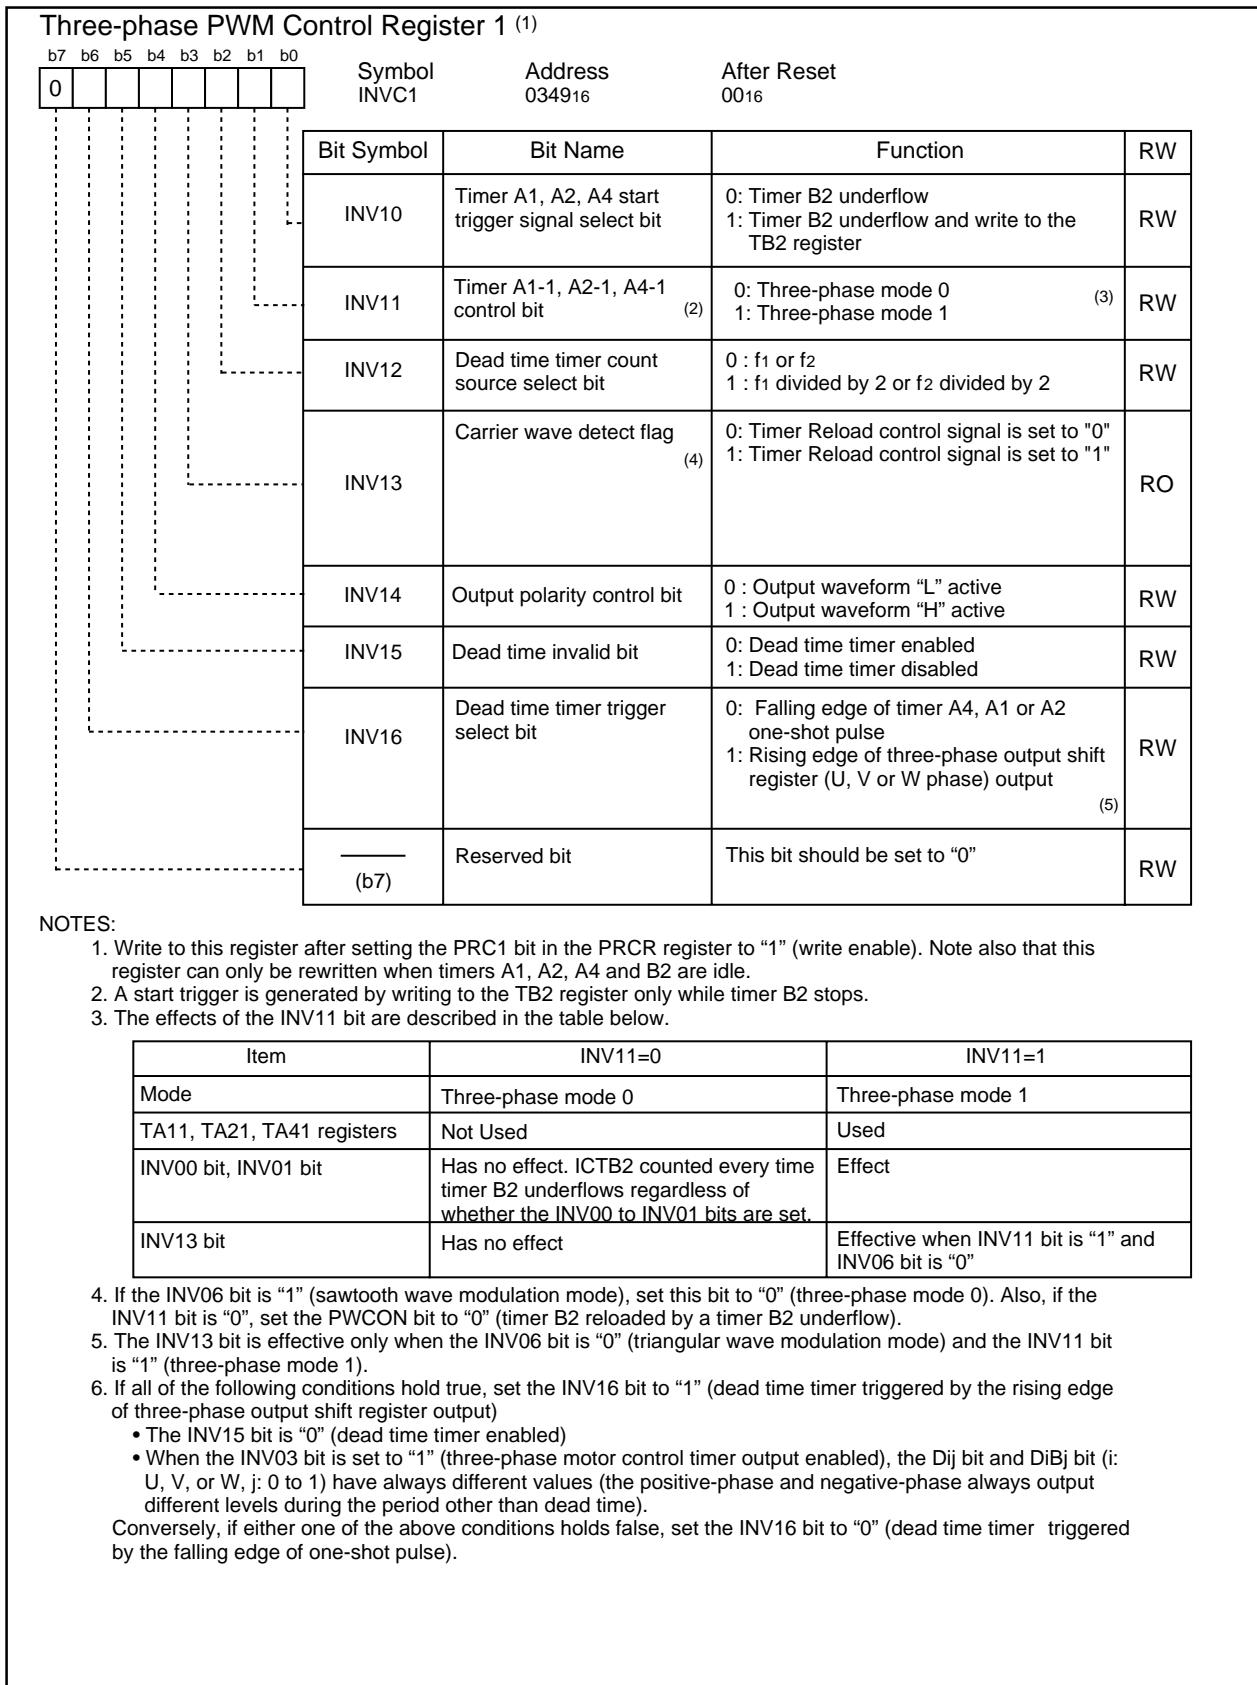 Three-phase PWM Control Register 1 (1)
b7 b6 b5 b4 b3 b2 b1 b0
0
Symbol Address After Reset
INVC1 034916 0016
Bit Symbol Bit Name Function RW
INV10
Timer A1, A2, A4 start
trigger signal select bit
0: Timer B2 underflow
1: Timer B2 underflow and write to the
TB2 register
RW
INV11
Timer A1-1, A2-1, A4-1
control bit (2)
0: Three-phase mode 0 (3)
1: Three-phase mode 1
RW
INV12
Dead time timer count
source select bit
0 : f1 or f2
1 : f1 divided by 2 or f2 divided by 2
RW
INV13
Carrier wave detect flag
(4)
0: Timer Reload control signal is set to "0"
1: Timer Reload control signal is set to "1"
RO
INV14
Output polarity control bit
0 : Output waveform “L” active
1 : Output waveform “H” active
RW
INV15
Dead time invalid bit
0: Dead time timer enabled
1: Dead time timer disabled
RW
INV16
Dead time timer trigger
select bit
0: Falling edge of timer A4, A1 or A2
one-shot pulse
1: Rising edge of three-phase output shift
register (U, V or W phase) output
(5)
RW
(b7)
Reserved bit
This bit should be set to “0”
RW
NOTES:
1. Write to this register after setting the PRC1 bit in the PRCR register to “1” (write enable). Note also that this
register can only be rewritten when timers A1, A2, A4 and B2 are idle.
2. A start trigger is generated by writing to the TB2 register only while timer B2 stops.
3. The effects of the INV11 bit are described in the table below.
Item INV11=0 INV11=1
Mode Three-phase mode 0 Three-phase mode 1
TA11, TA21, TA41 registers Not Used Used
INV00 bit, INV01 bit
Has no effect. ICTB2 counted every time
timer B2 underflows regardless of
whether the INV00 to INV01 bits are set.
Effect
INV13 bit
Has no effect
Effective when INV11 bit is “1” and
INV06 bit is “0”
4. If the INV06 bit is “1” (sawtooth wave modulation mode), set this bit to “0” (three-phase mode 0). Also, if the
INV11 bit is “0”, set the PWCON bit to “0” (timer B2 reloaded by a timer B2 underflow).
5. The INV13 bit is effective only when the INV06 bit is “0” (triangular wave modulation mode) and the INV11 bit
is “1” (three-phase mode 1).
6. If all of the following conditions hold true, set the INV16 bit to “1” (dead time timer triggered by the rising edge
of three-phase output shift register output)
• The INV15 bit is “0” (dead time timer enabled)
• When the INV03 bit is set to “1” (three-phase motor control timer output enabled), the Dij bit and DiBj bit (i:
U, V, or W, j: 0 to 1) have always different values (the positive-phase and negative-phase always output
different levels during the period other than dead time).
Conversely, if either one of the above conditions holds false, set the INV16 bit to “0” (dead time timer triggered
by the falling edge of one-shot pulse).